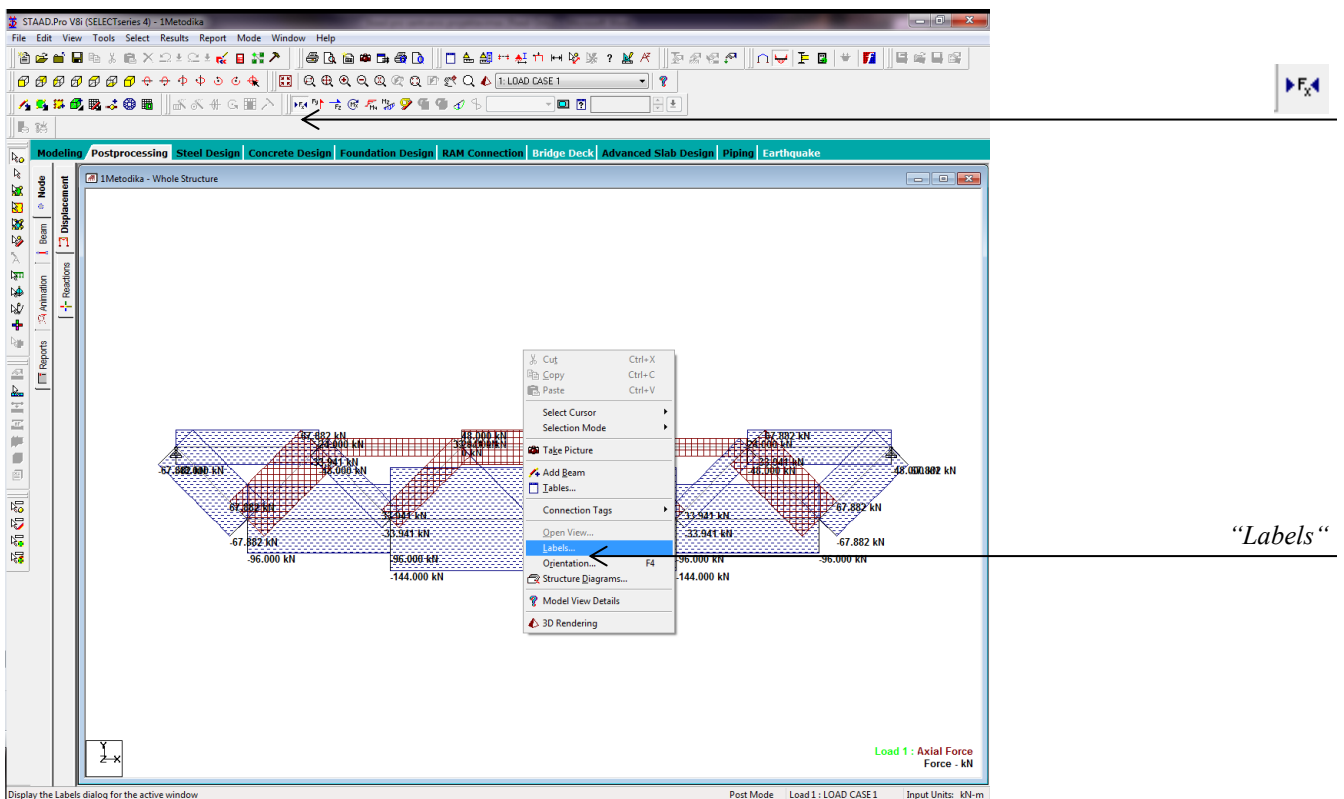 STAAD.Pro V8i (SELECTseries 4) - 1Metodika
File Edit View Tools Select Results Report Mode Window Help
1: LOAD CASE 1
Fx
Modeling Postprocessing Steel Design Concrete Design Foundation Design RAM Connection Bridge Deck Advanced Slab Design Piping Earthquake
Node
Beam
Animation
Reports
Displacement
Reactions
1Metodika - Whole Structure
Cut Ctrl+X
Copy Ctrl+C
Paste Ctrl+V
Select Cursor
Selection Mode
Take Picture
Add Beam
Tables...
Connection Tags
Open View...
Labels...
Orientation... F4
Structure Diagrams...
Model View Details
3D Rendering
“Labels“
67.882 kN
48.000 kN
67.882 kN
67.882 kN
67.882 kN
-33.941 kN
33.941 kN
-33.941 kN
-67.882 kN
-67.882 kN
-96.000 kN
-96.000 kN
-96.000 kN
-96.000 kN
-144.000 kN
-144.000 kN
Y
Z X
Load 1 : Axial Force
Force - kN
Display the Labels dialog for the active window
Post Mode Load 1 : LOAD CASE 1 Input Units: kN-m